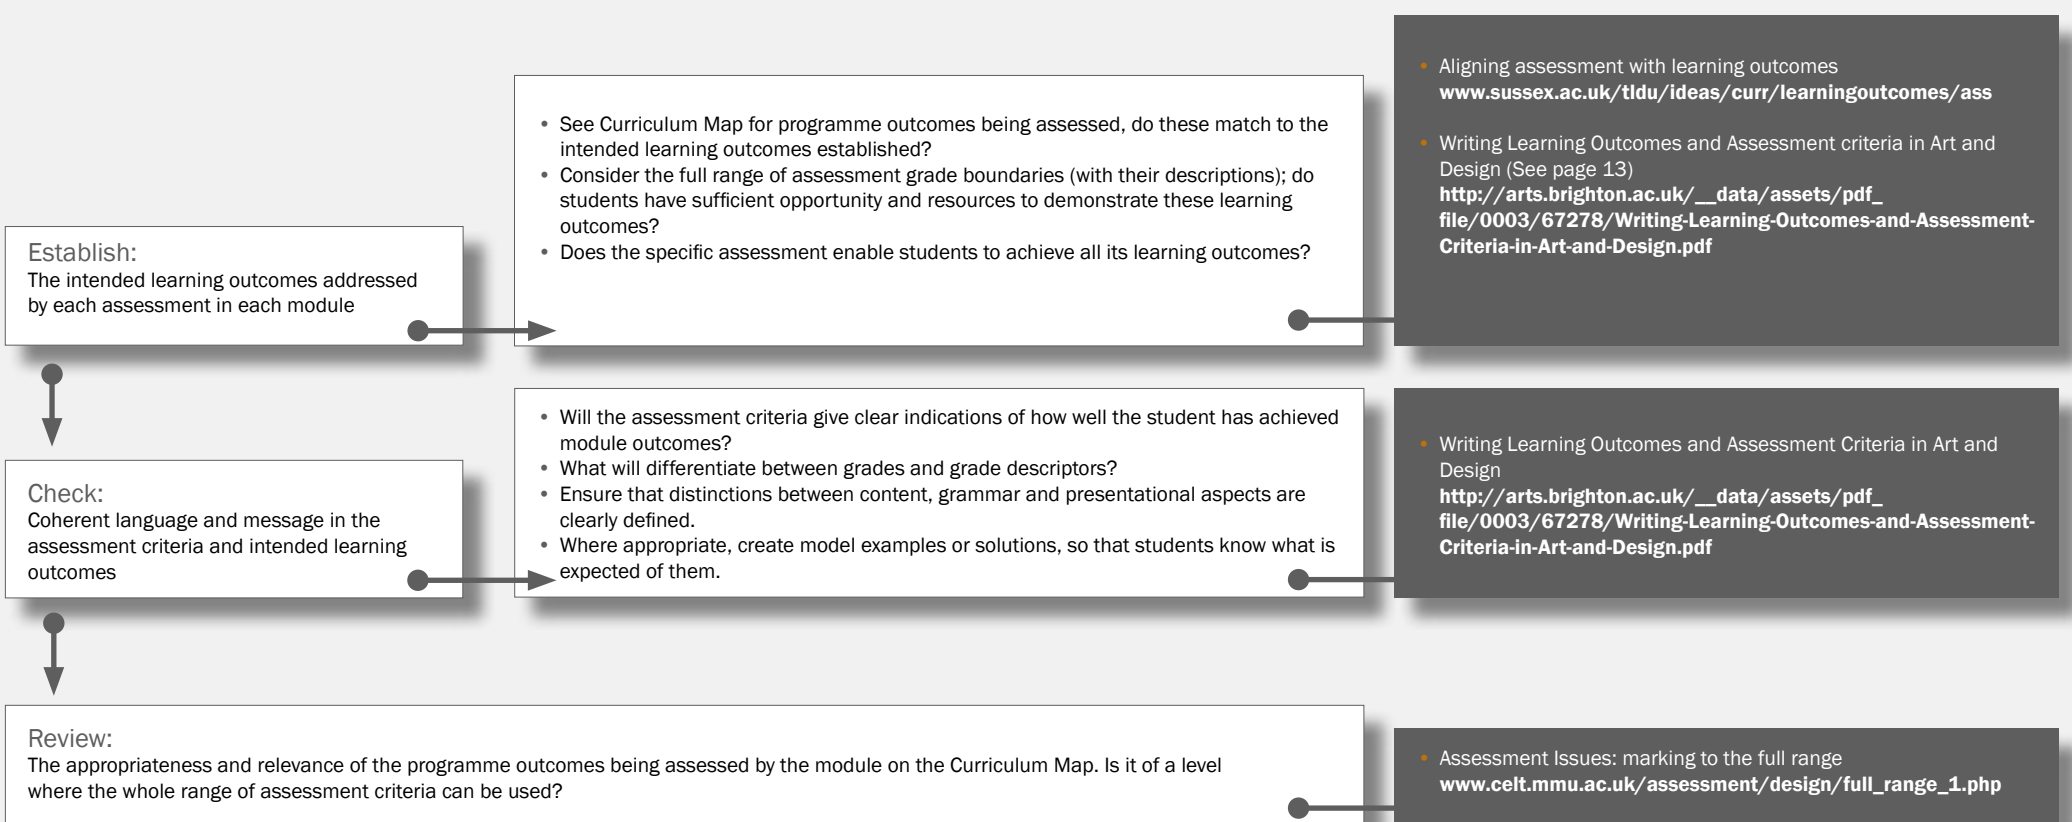 Establish:
The intended learning outcomes addressed
by each assessment in each module
• See Curriculum Map for programme outcomes being assessed, do these match to the
intended learning outcomes established?
• Consider the full range of assessment grade boundaries (with their descriptions); do
students have sufficient opportunity and resources to demonstrate these learning
outcomes?
• Does the specific assessment enable students to achieve all its learning outcomes?
• Aligning assessment with learning outcomes
www.sussex.ac.uk/tldu/ideas/curr/learningoutcomes/ass
• Writing Learning Outcomes and Assessment criteria in Art and
Design (See page 13)
http://arts.brighton.ac.uk/__data/assets/pdf_
file/0003/67278/Writing-Learning-Outcomes-and-Assessment-
Criteria-in-Art-and-Design.pdf
Check:
Coherent language and message in the
assessment criteria and intended learning
outcomes
• Will the assessment criteria give clear indications of how well the student has achieved
module outcomes?
• What will differentiate between grades and grade descriptors?
• Ensure that distinctions between content, grammar and presentational aspects are
clearly defined.
• Where appropriate, create model examples or solutions, so that students know what is
expected of them.
• Writing Learning Outcomes and Assessment Criteria in Art and
Design
http://arts.brighton.ac.uk/__data/assets/pdf_
file/0003/67278/Writing-Learning-Outcomes-and-Assessment-
Criteria-in-Art-and-Design.pdf
Review:
The appropriateness and relevance of the programme outcomes being assessed by the module on the Curriculum Map. Is it of a level
where the whole range of assessment criteria can be used?
• Assessment Issues: marking to the full range
www.celt.mmu.ac.uk/assessment/design/full_range_1.php